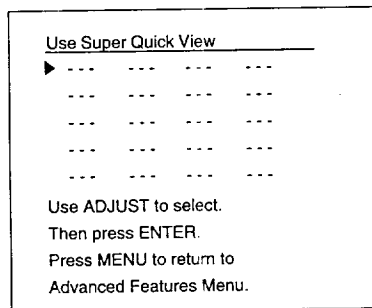 Use Super Quick View
▶ --- --- --- ---
--- --- --- ---
--- --- --- ---
--- --- --- ---
--- --- --- ---
Use ADJUST to select.
Then press ENTER.
Press MENU to return to
Advanced Features Menu.